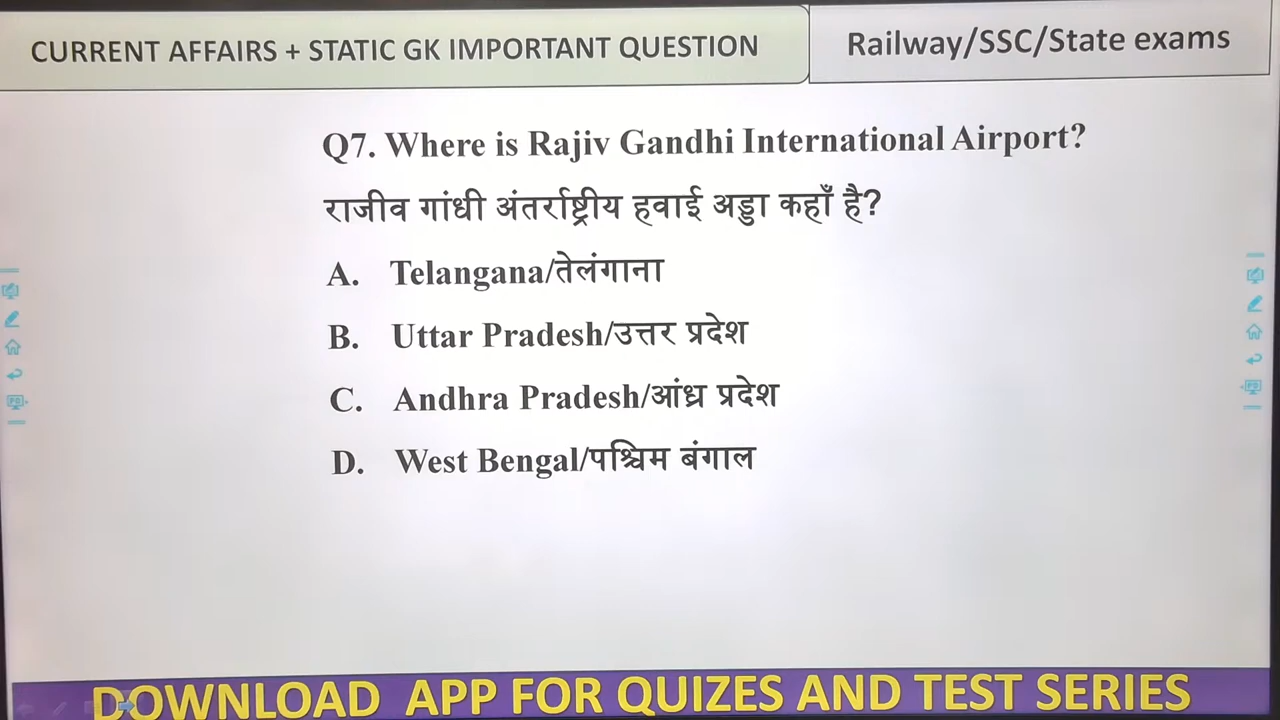 CURRENT AFFAIRS + STATIC GK IMPORTANT QUESTION
Railway/SSC/State exams
Q7. Where is Rajiv Gandhi International Airport?
राजीव गांधी अंतर्राष्ट्रीय हवाई अड्डा कहाँ है?
A. Telangana/तेलंगाना
B. Uttar Pradesh/उत्तर प्रदेश
C. Andhra Pradesh/आंध्र प्रदेश
D. West Bengal/पश्चिम बंगाल
DOWNLOAD APP FOR QUIZES AND TEST SERIES